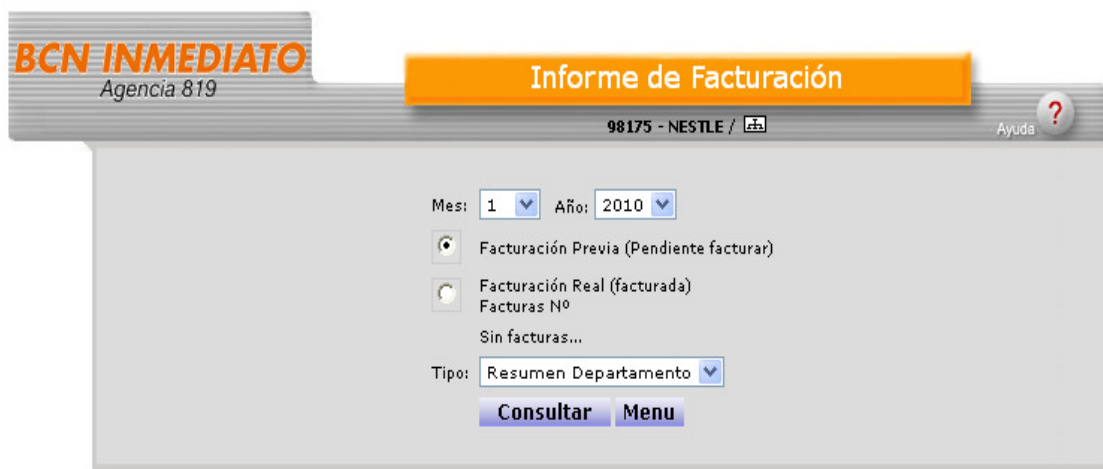 BCN INMEDIATO
Agencia 819
Informe de Facturación
98175 - NESTLE /
Ayuda ?
Mes: 1 Año: 2010
Facturación Previa (Pendiente facturar)
Facturación Real (facturada)
Facturas Nº
Sin facturas...
Tipo: Resumen Departamento
Consultar Menu